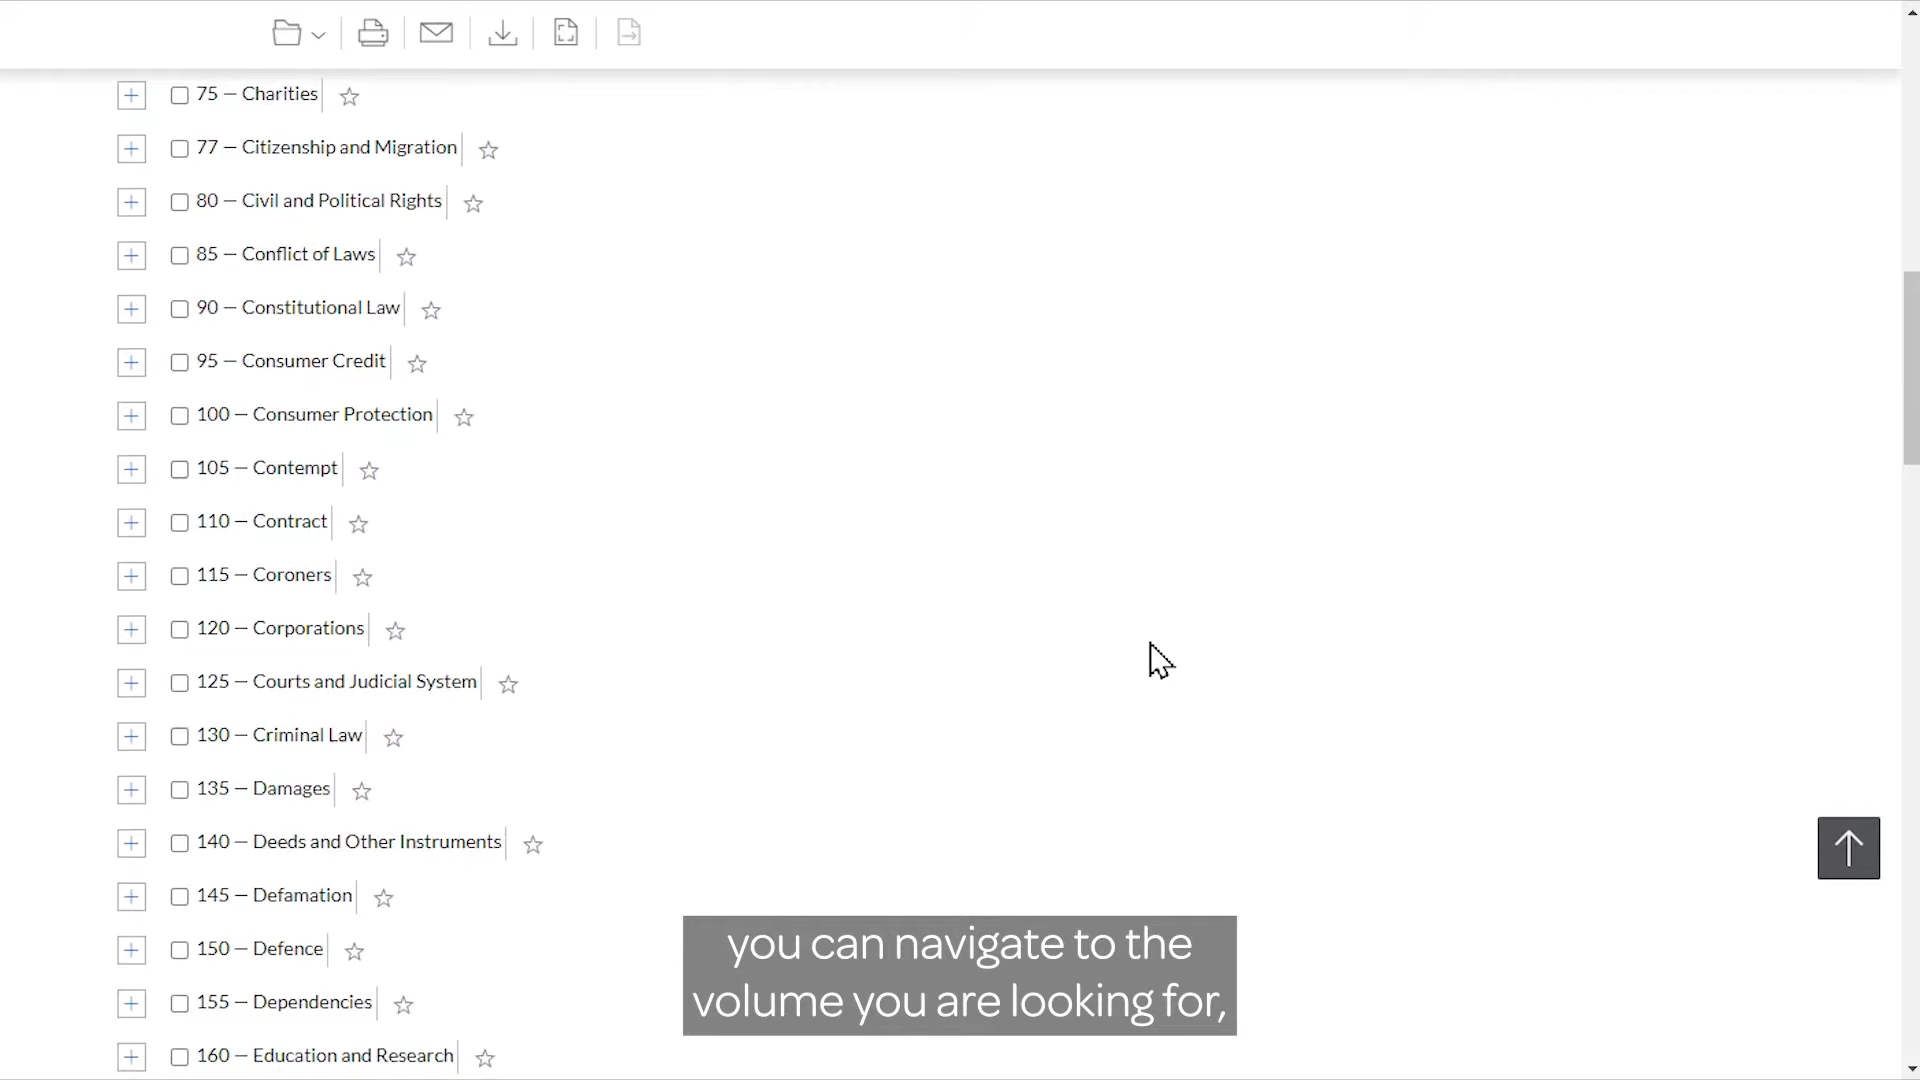 75 — Charities
77 — Citizenship and Migration
80 — Civil and Political Rights
85 — Conflict of Laws
90 — Constitutional Law
95 — Consumer Credit
100 — Consumer Protection
105 — Contempt
110 — Contract
115 — Coroners
120 — Corporations
125 — Courts and Judicial System
130 — Criminal Law
135 — Damages
140 — Deeds and Other Instruments
145 — Defamation
150 — Defence
155 — Dependencies
160 — Education and Research
you can navigate to the
volume you are looking for,